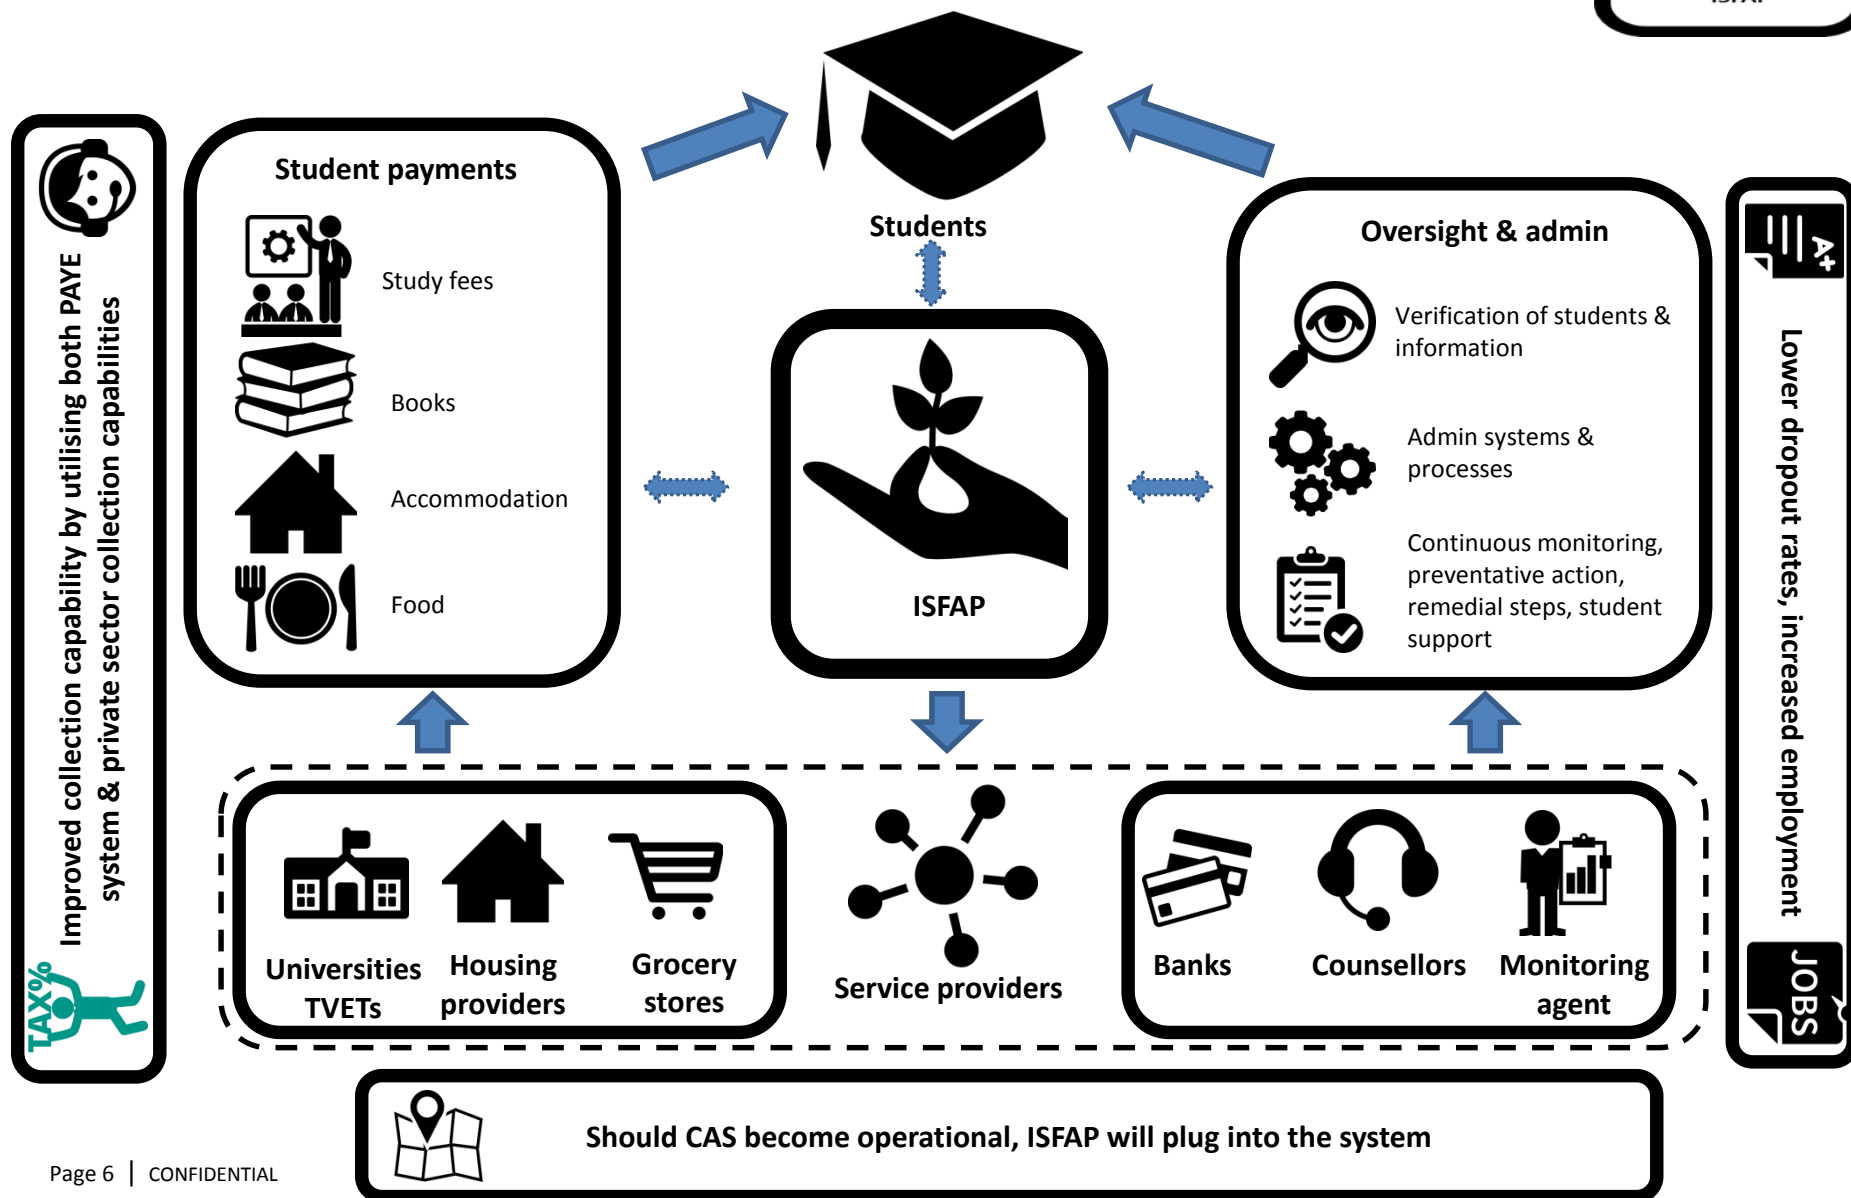 ISFAP
Students
Student payments
Study fees
Books
Accommodation
Food
ISFAP
Oversight & admin
Verification of students &
information
Admin systems &
processes
Continuous monitoring,
preventative action,
remedial steps, student
support
Improved collection capability by utilising both PAYE
system & private sector collection capabilities
TAX%
A+
Lower dropout rates, increased employment
JOBS
Universities
TVETs
Housing
providers
Grocery
stores
Service providers
Banks
Counsellors
Monitoring
agent
Should CAS become operational, ISFAP will plug into the system
Page 6 | CONFIDENTIAL